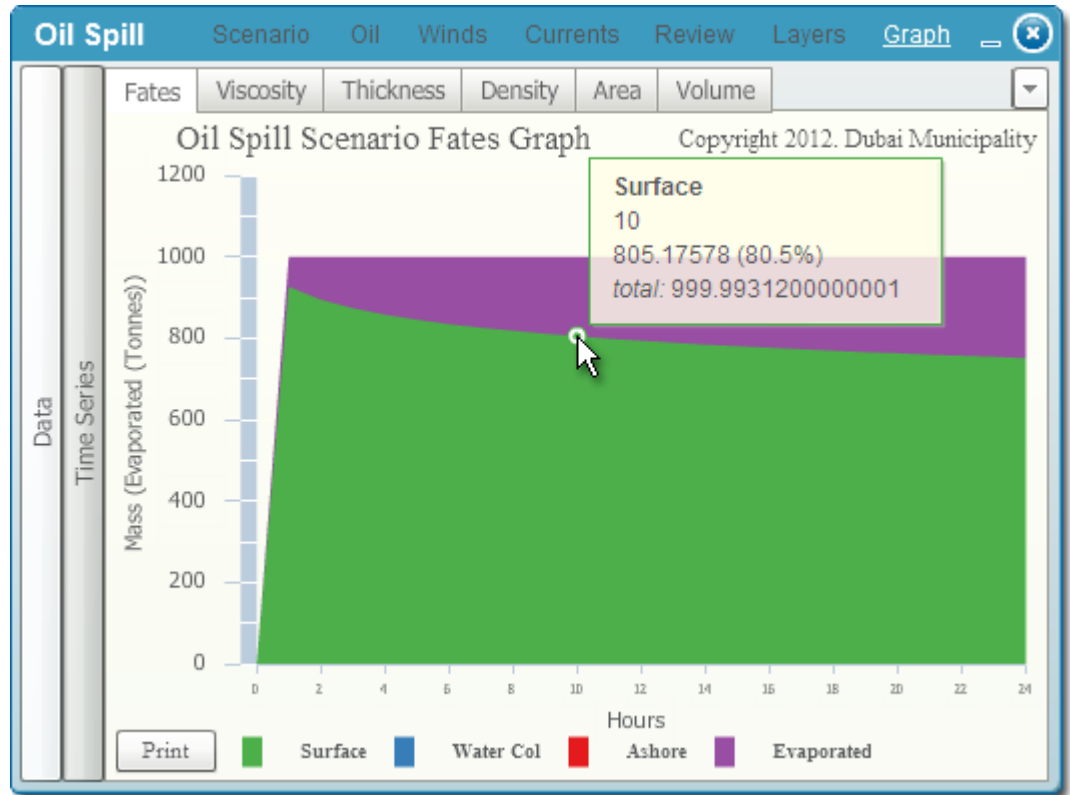 Oil Spill Scenario Oil Winds Currents Review Layers Graph
Fates Viscosity Thickness Density Area Volume
Oil Spill Scenario Fates Graph Copyright 2012. Dubai Municipality
Surface
10
805.17578 (80.5%)
total: 999.9931200000001
Data
Time Series
Mass (Evaporated (Tonnes))
1200
1000
800
600
400
200
0
0 2 4 6 8 10 12 14 16 18 20 22 24
Hours
Print Surface Water Col Ashore Evaporated